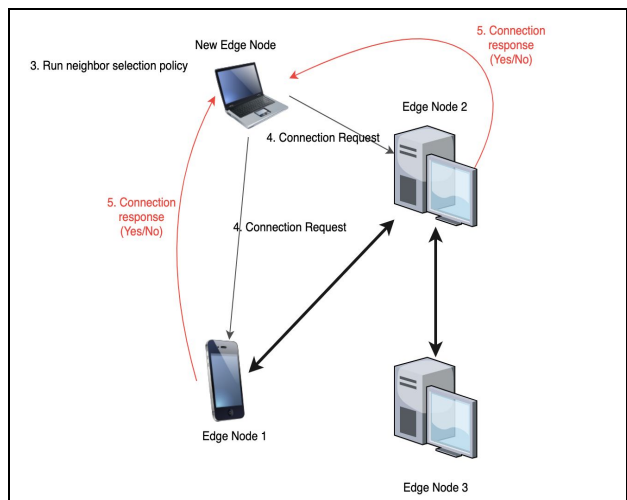 New Edge Node
3. Run neighbor selection policy
5. Connection
response
(Yes/No)
Edge Node 2
4. Connection Request
5. Connection
response
(Yes/No)
4. Connection Request
Edge Node 1
Edge Node 3